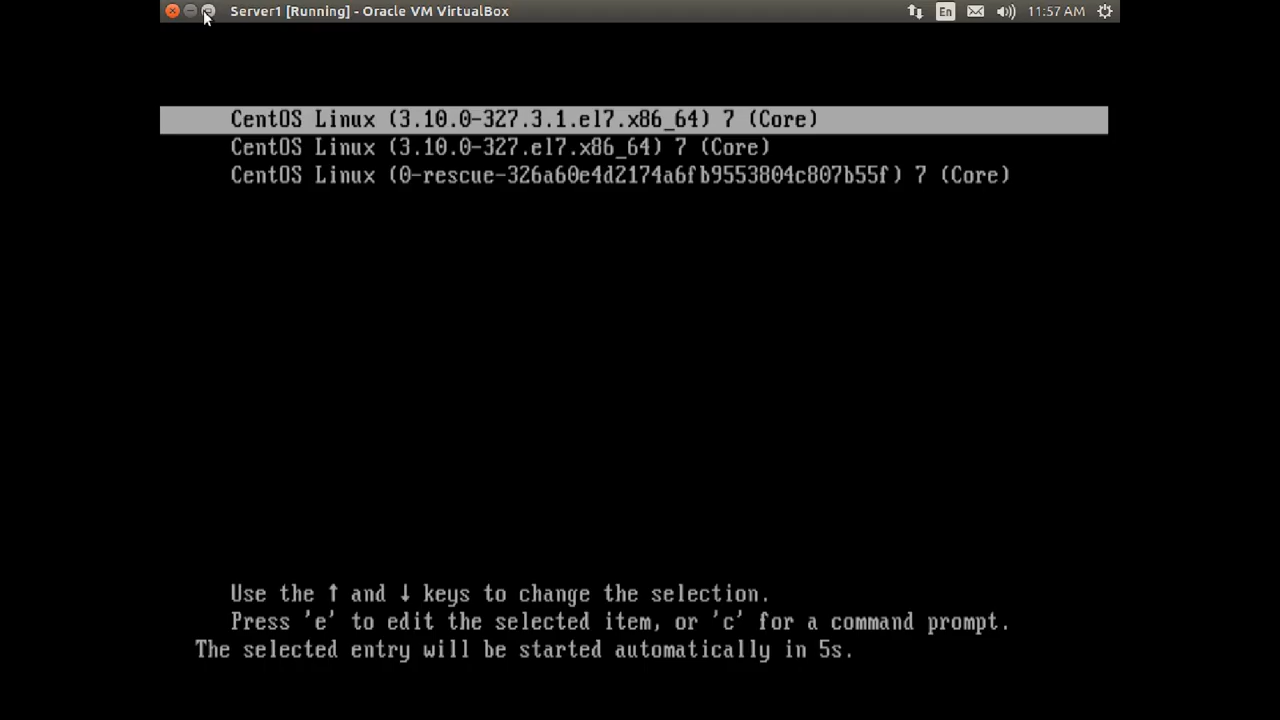 Server1 [Running] - Oracle VM VirtualBox En 11:57 AM
CentOS Linux (3.10.0-327.3.1.el7.x86_64) 7 (Core)
CentOS Linux (3.10.0-327.el7.x86_64) 7 (Core)
CentOS Linux (0-rescue-326a60e4d2174a6fb9553804c807b55f) 7 (Core)
Use the ↑ and ↓ keys to change the selection.
Press 'e' to edit the selected item, or 'c' for a command prompt.
The selected entry will be started automatically in 5s.